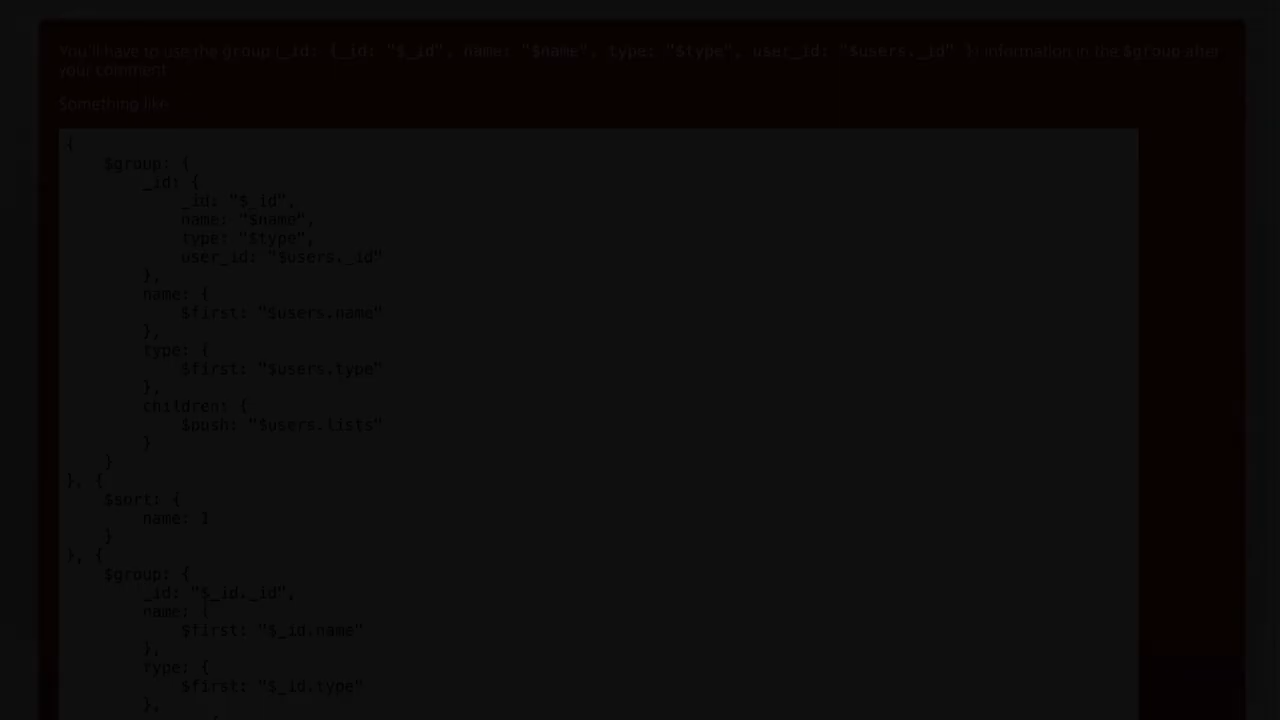 You'll have to use the group (_id: {_id: "$_id", name: "$name", type: "$type", user_id: "$users._id" }) information in the $group after
your comment
Something like
{
    $group: {
        _id: {
            _id: "$_id",
            name: "$name",
            type: "$type",
            user_id: "$users._id"
        },
        name: {
            $first: "$users.name"
        },
        type: {
            $first: "$users.type"
        },
        children: {
            $push: "$users.lists"
        }
    }
}, {
    $sort: {
        name: 1
    }
}, {
    $group: {
        _id: "$_id._id",
        name: {
            $first: "$_id.name"
        },
        type: {
            $first: "$_id.type"
        },